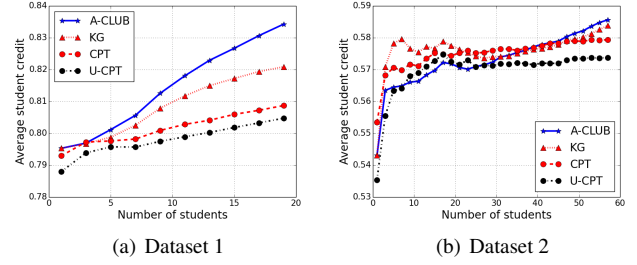 0.84
0.83
0.82
0.81
0.80
0.79
0.78
Average student credit
A-CLUB
KG
CPT
U-CPT
0 5 10 15 20
Number of students
(a) Dataset 1
0.59
0.58
0.57
0.56
0.55
0.54
0.53
Average student credit
A-CLUB
KG
CPT
U-CPT
0 10 20 30 40 50 60
Number of students
(b) Dataset 2